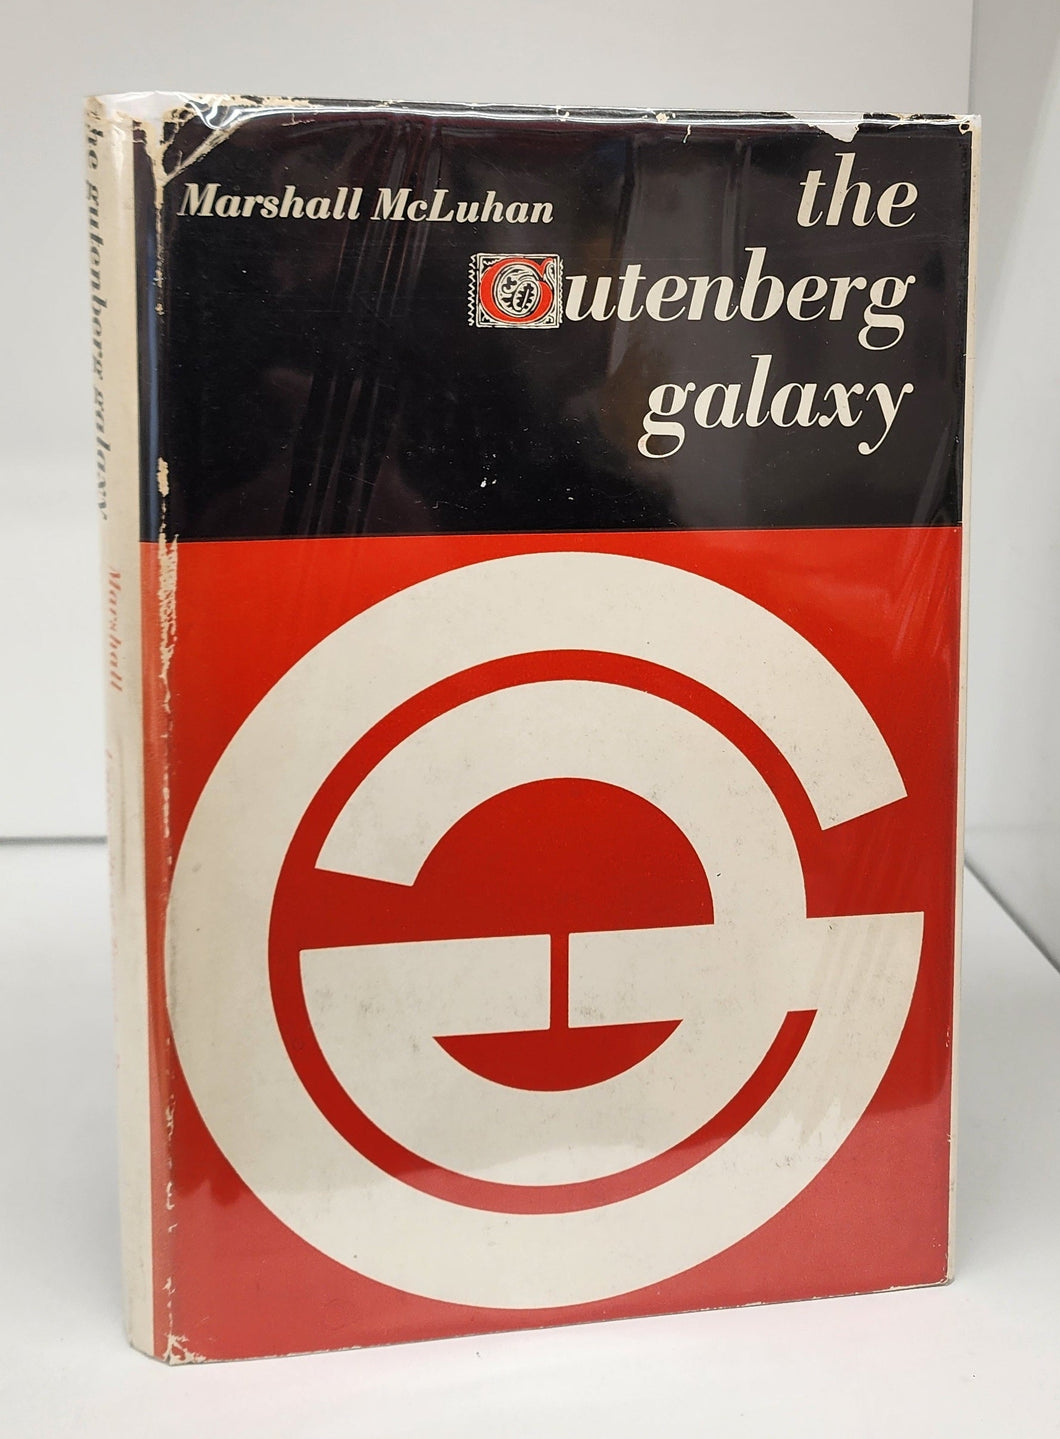 Marshall McLuhan
the
Gutenberg
galaxy
the gutenberg galaxy
Marshall